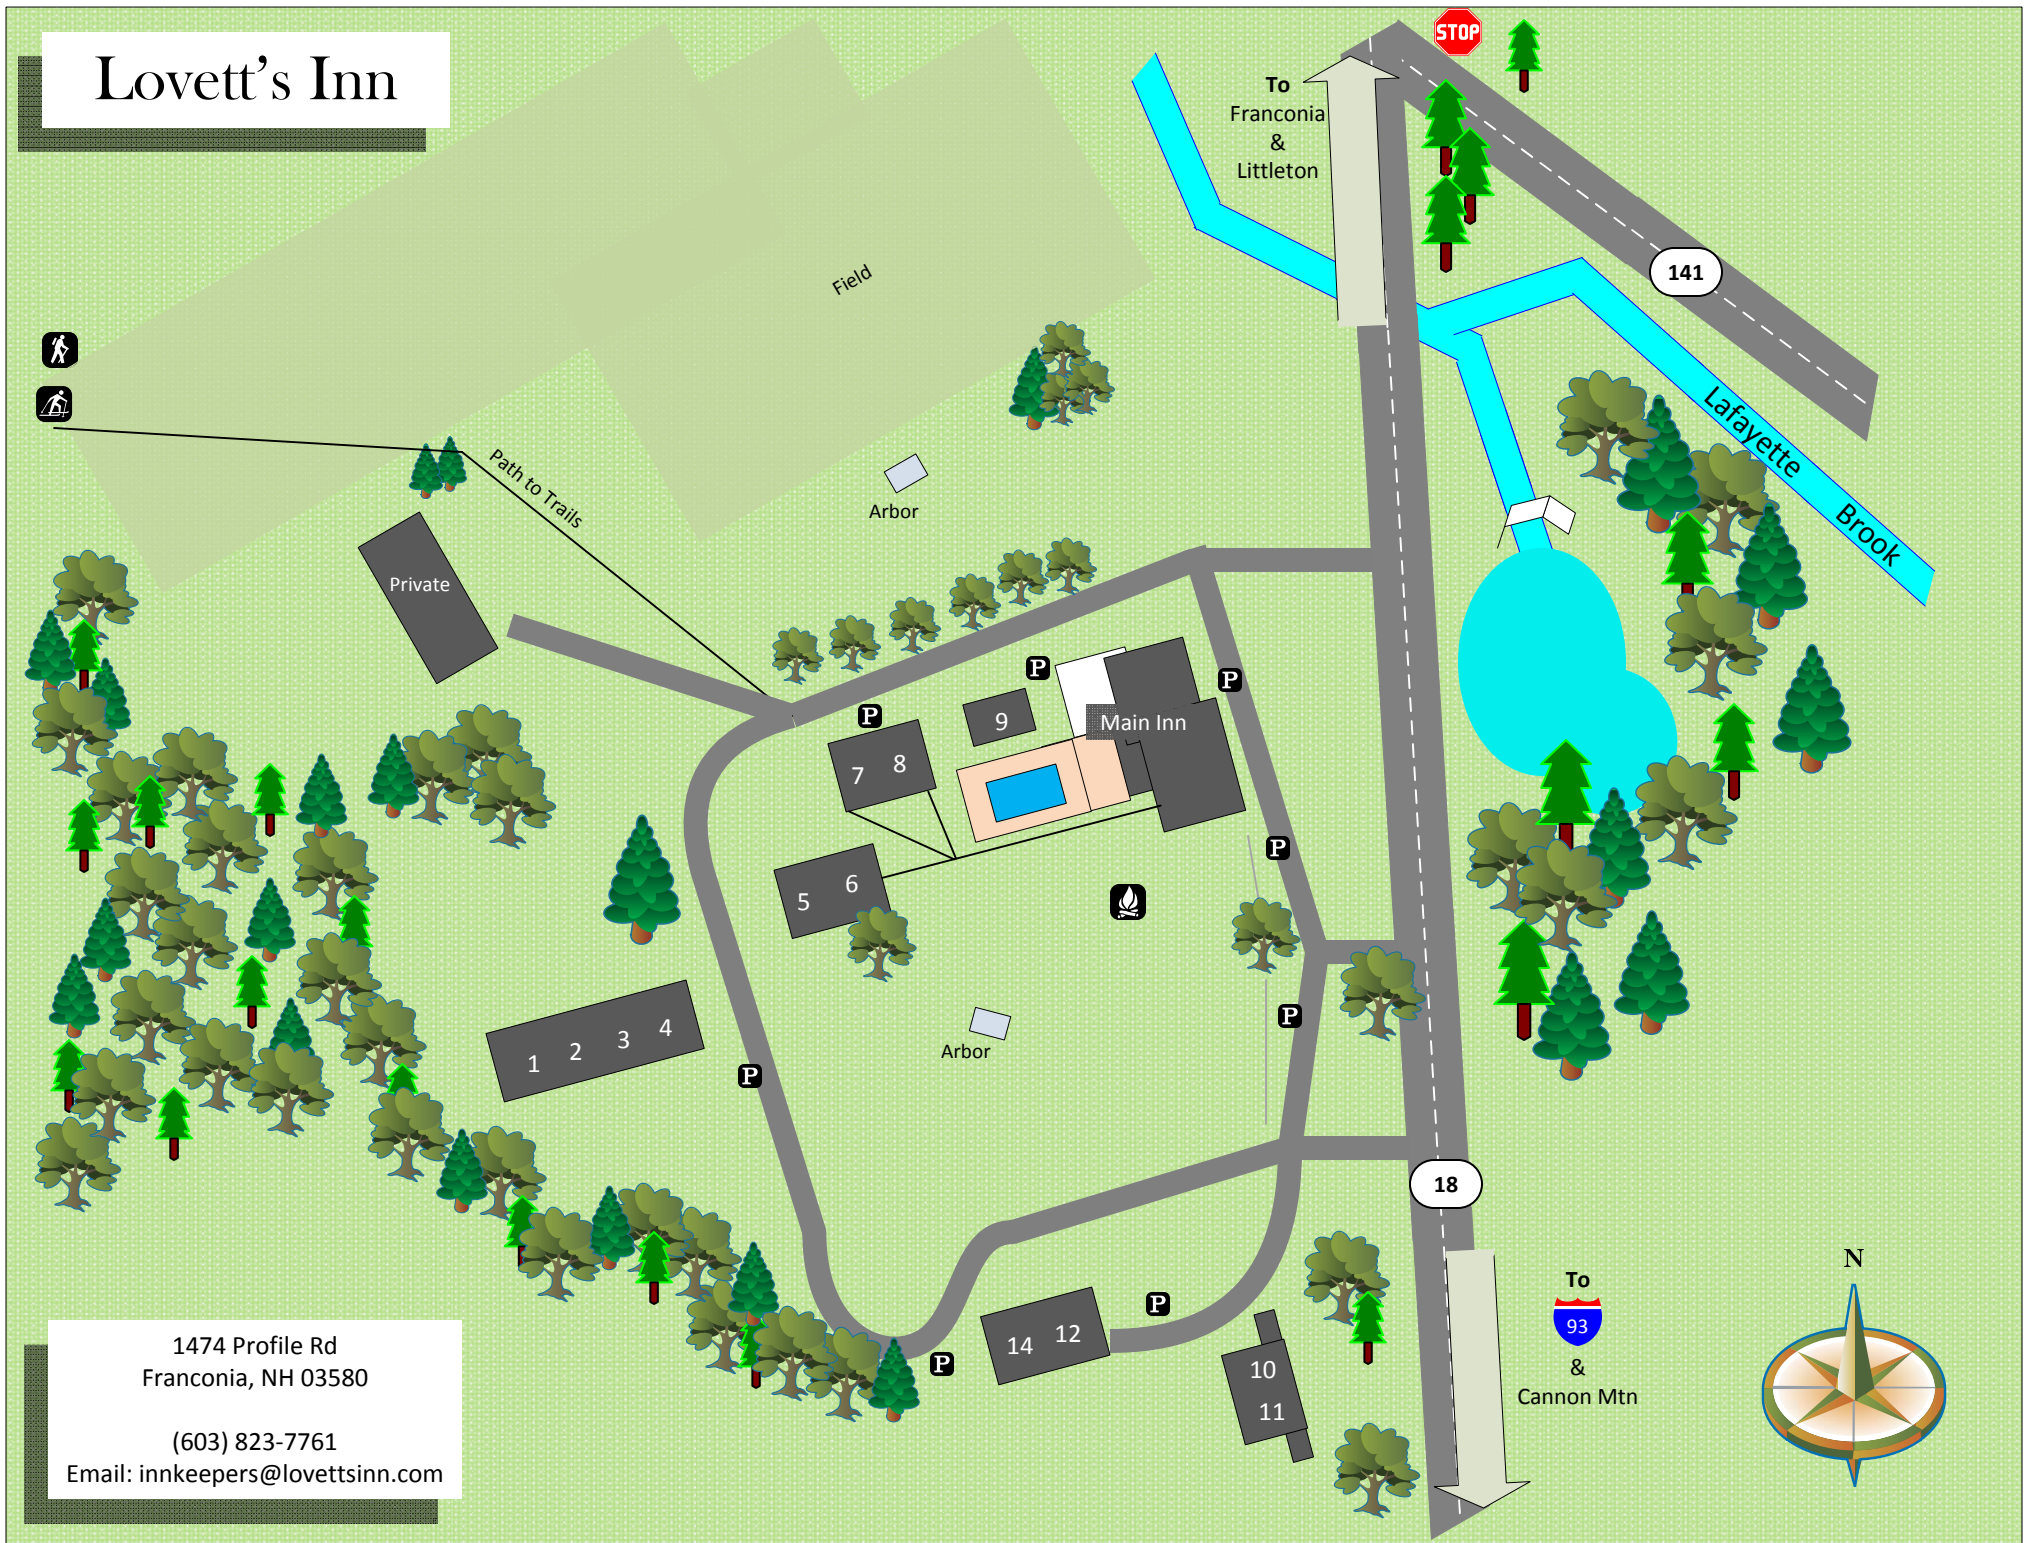 Lovett's Inn
STOP
To
Franconia
&
Littleton
141
Field
Lafayette
Brook
Path to Trails
Arbor
Private
P
P
P
9
Main Inn
7
8
P
5
6
Arbor
P
1
2
3
4
P
18
N
To
93
&
Cannon Mtn
P
14
12
P
10
11
1474 Profile Rd
Franconia, NH 03580
(603) 823-7761
Email: innkeepers@lovettsinn.com